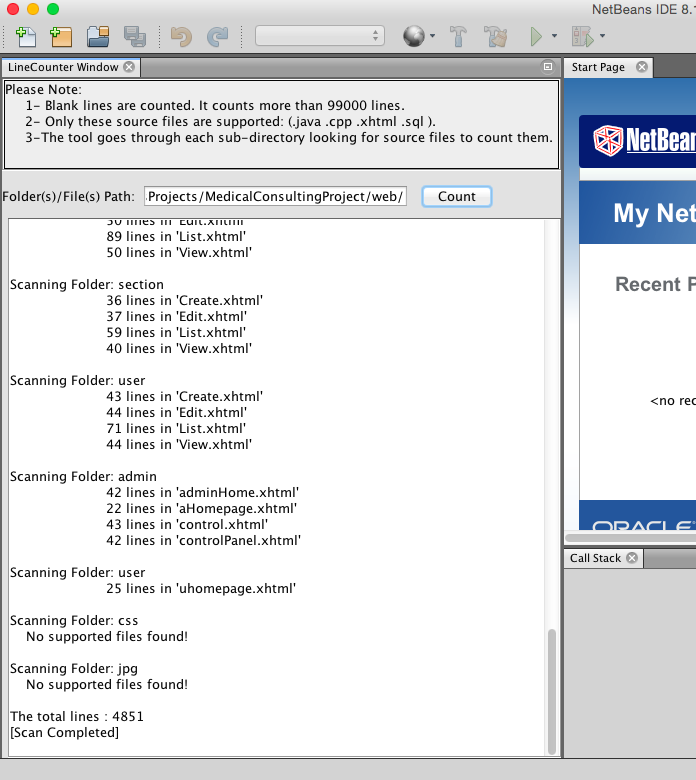 NetBeans IDE 8.1
LineCounter Window
Please Note:
1- Blank lines are counted. It counts more than 99000 lines.
2- Only these source files are supported: (.java .cpp .xhtml .sql ).
3-The tool goes through each sub-directory looking for source files to count them.
Folder(s)/File(s) Path:
Projects/MedicalConsultingProject/web/
Count
50 lines in 'Edit.xhtml'
89 lines in 'List.xhtml'
50 lines in 'View.xhtml'
Scanning Folder: section
36 lines in 'Create.xhtml'
37 lines in 'Edit.xhtml'
59 lines in 'List.xhtml'
40 lines in 'View.xhtml'
Scanning Folder: user
43 lines in 'Create.xhtml'
44 lines in 'Edit.xhtml'
71 lines in 'List.xhtml'
44 lines in 'View.xhtml'
Scanning Folder: admin
42 lines in 'adminHome.xhtml'
22 lines in 'aHomepage.xhtml'
43 lines in 'control.xhtml'
42 lines in 'controlPanel.xhtml'
Scanning Folder: user
25 lines in 'uhomepage.xhtml'
Scanning Folder: css
No supported files found!
Scanning Folder: jpg
No supported files found!
The total lines : 4851
[Scan Completed]
Start Page
NetBean
My Net
Recent P
<no rec
ORACLE
Call Stack